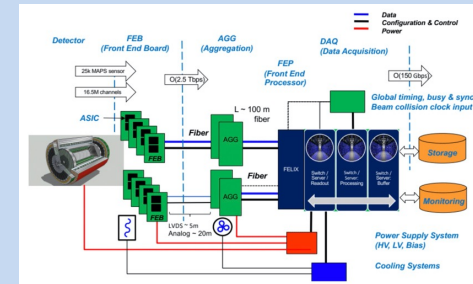 Data
Configuration & Control
Power
Detector
FEB
(Front End Board)
AGG
(Aggregation)
FEP
(Front End
Processor)
DAQ
(Data Acquisition)
25k MAPS sensor
16.5M channels
O(2.5 Tbps)
O(150 Gbps)
Global timing, busy & sync
Beam collision clock input
ASIC
L ~ 100 m
fiber
Fiber
AGG
FEB
FELIX
Switch /
Server /
Readout
Switch /
Server/
Processing
Switch /
Server/
Buffer
Storage
Fiber
AGG
FEB
Monitoring
LVDS ~ 5m
Analog ~ 20m
Power Supply System
(HV, LV, Bias)
Cooling Systems